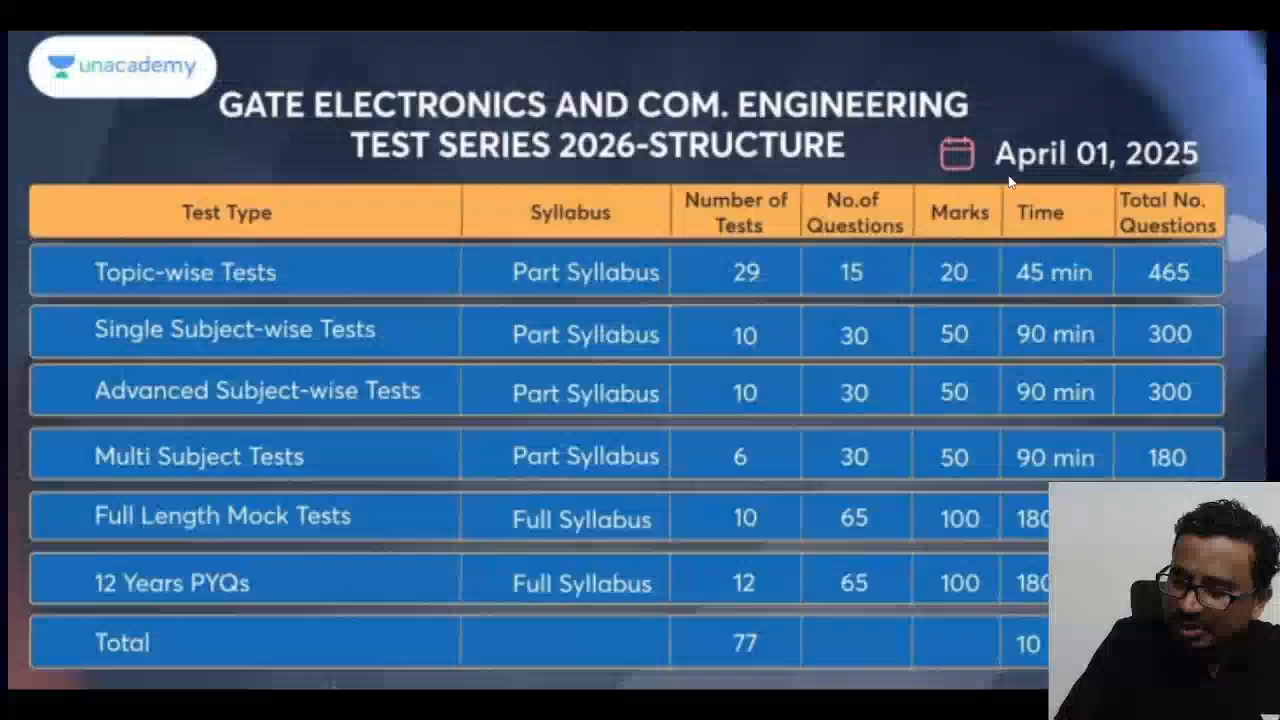 unacademy
GATE ELECTRONICS AND COM. ENGINEERING
TEST SERIES 2026-STRUCTURE
April 01, 2025
Test Type Syllabus Number of Tests No.of Questions Marks Time Total No. Questions
Topic-wise Tests Part Syllabus 29 15 20 45 min 465
Single Subject-wise Tests Part Syllabus 10 30 50 90 min 300
Advanced Subject-wise Tests Part Syllabus 10 30 50 90 min 300
Multi Subject Tests Part Syllabus 6 30 50 90 min 180
Full Length Mock Tests Full Syllabus 10 65 100 180
12 Years PYQs Full Syllabus 12 65 100 180
Total 77 10